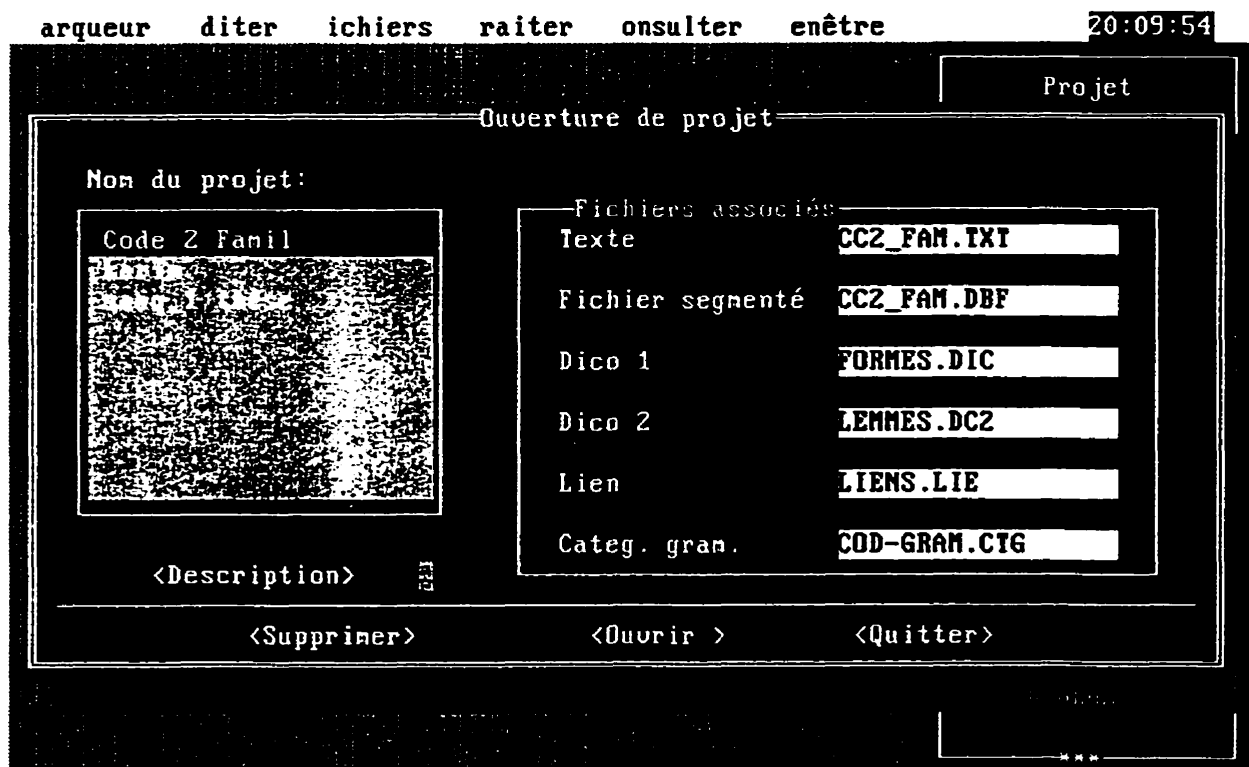 arqueur diter ichiers raiter onsulter enêtre 20:09:54
Projet
Ouverture de projet
Nom du projet:
Fichiers associés
Code 2 Famil
Texte CC2_FAM.TXT
Fichier segmenté CC2_FAM.DBF
Dico 1 FORMES.DIC
Dico 2 LEMMES.DC2
Lien LIENS.LIE
Categ. gram. COD-GRAM.CTG
<Description>
<Supprimer> <Ouvrir > <Quitter>
***